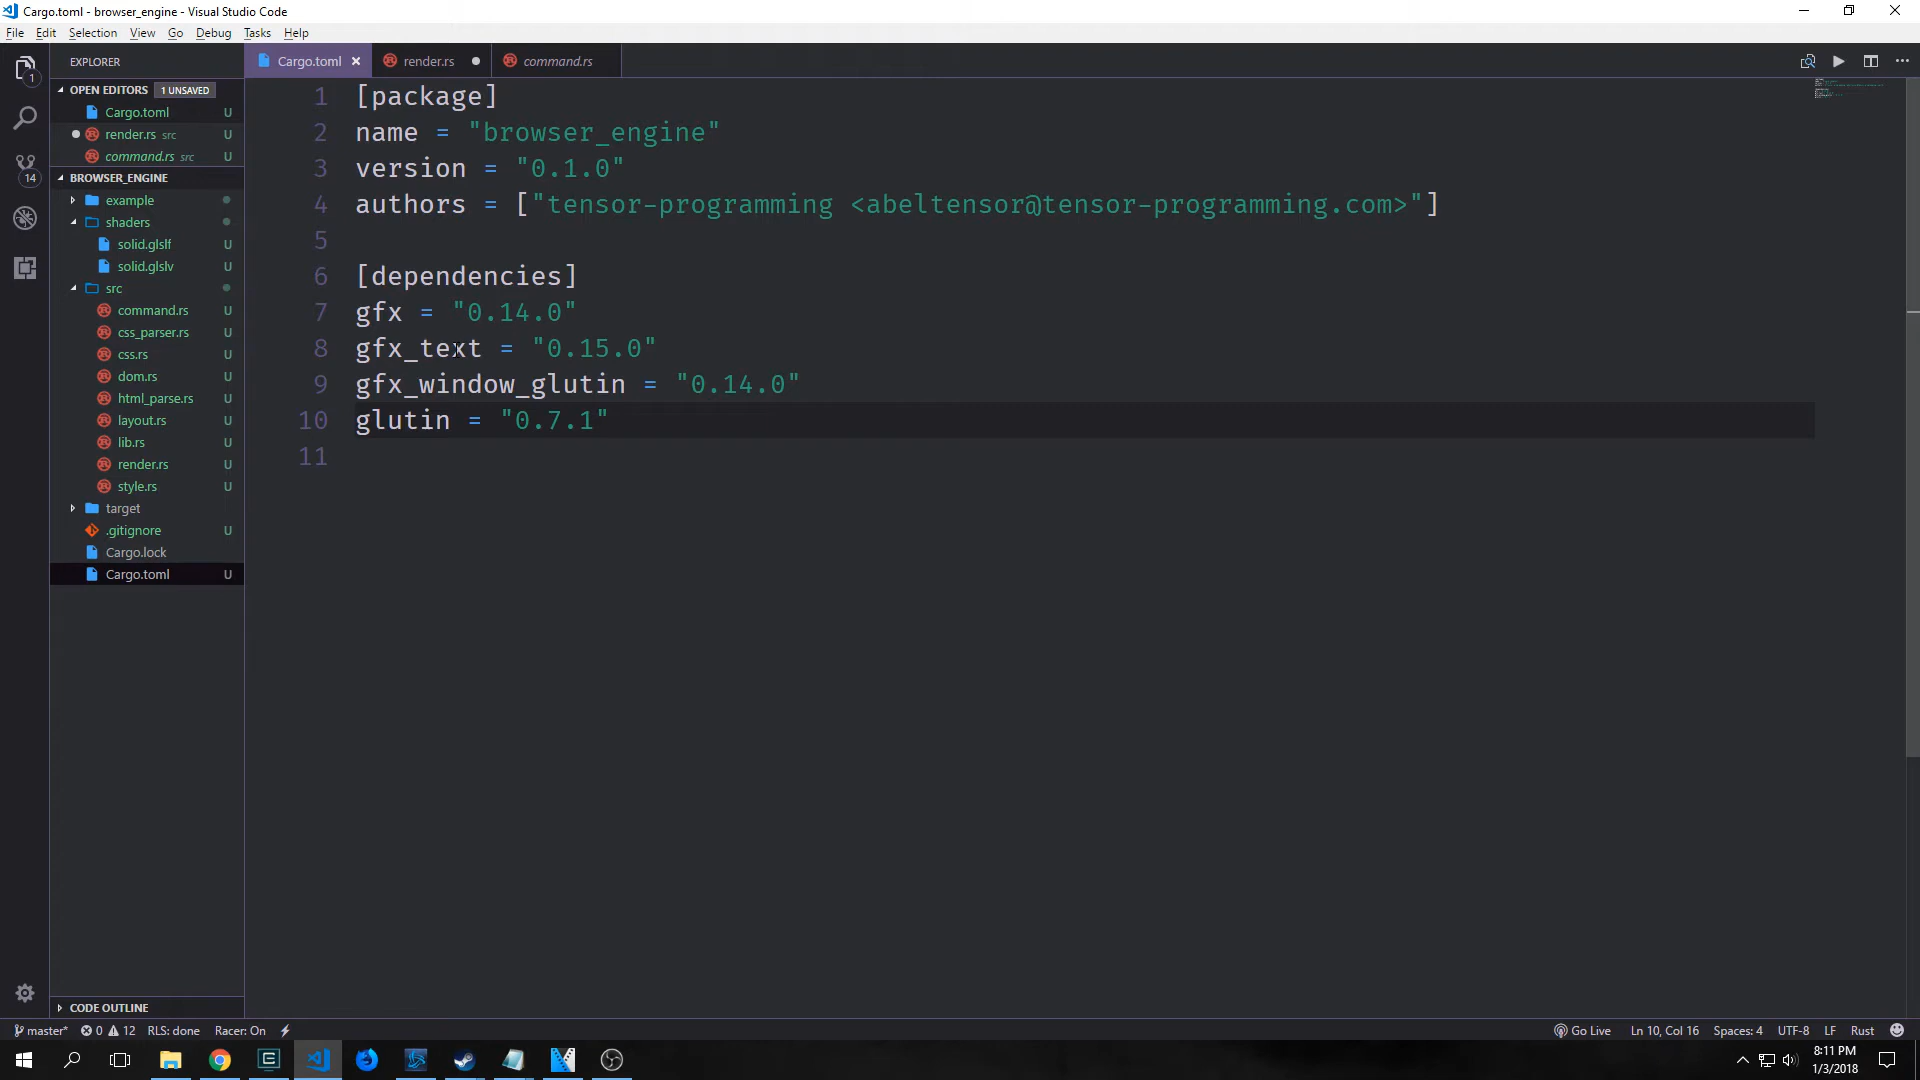 Cargo.toml - browser_engine - Visual Studio Code
File Edit Selection View Go Debug Tasks Help
EXPLORER
OPEN EDITORS 1 UNSAVED
Cargo.toml U
render.rs src U
command.rs src U
BROWSER_ENGINE
example
shaders
solid.glslf U
solid.glslv U
src
command.rs U
css_parser.rs U
css.rs U
dom.rs U
html_parse.rs U
layout.rs U
lib.rs U
render.rs U
style.rs U
target
.gitignore U
Cargo.lock
Cargo.toml U
CODE OUTLINE
1
14
Cargo.toml render.rs command.rs
1 [package]
2 name = "browser_engine"
3 version = "0.1.0"
4 authors = ["tensor-programming <abeltensor@tensor-programming.com>"]
5
6 [dependencies]
7 gfx = "0.14.0"
8 gfx_text = "0.15.0"
9 gfx_window_glutin = "0.14.0"
10 glutin = "0.7.1"
11
master* 0 12 RLS: done Racer: On Go Live Ln 10, Col 16 Spaces: 4 UTF-8 LF Rust
8:11 PM
1/3/2018